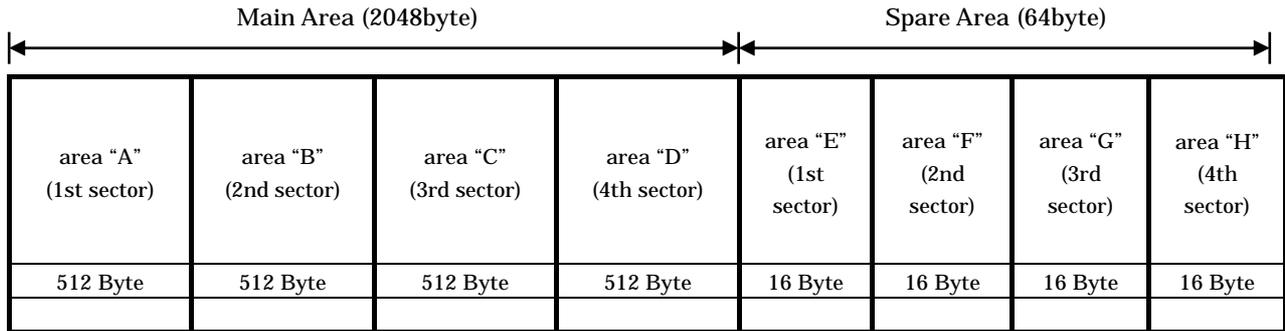 Main Area (2048byte)
Spare Area (64byte)
area “A”
(1st sector)
area “B”
(2nd sector)
area “C”
(3rd sector)
area “D”
(4th sector)
area “E”
(1st
sector)
area “F”
(2nd
sector)
area “G”
(3rd
sector)
area “H”
(4th
sector)
512 Byte
512 Byte
512 Byte
512 Byte
16 Byte
16 Byte
16 Byte
16 Byte